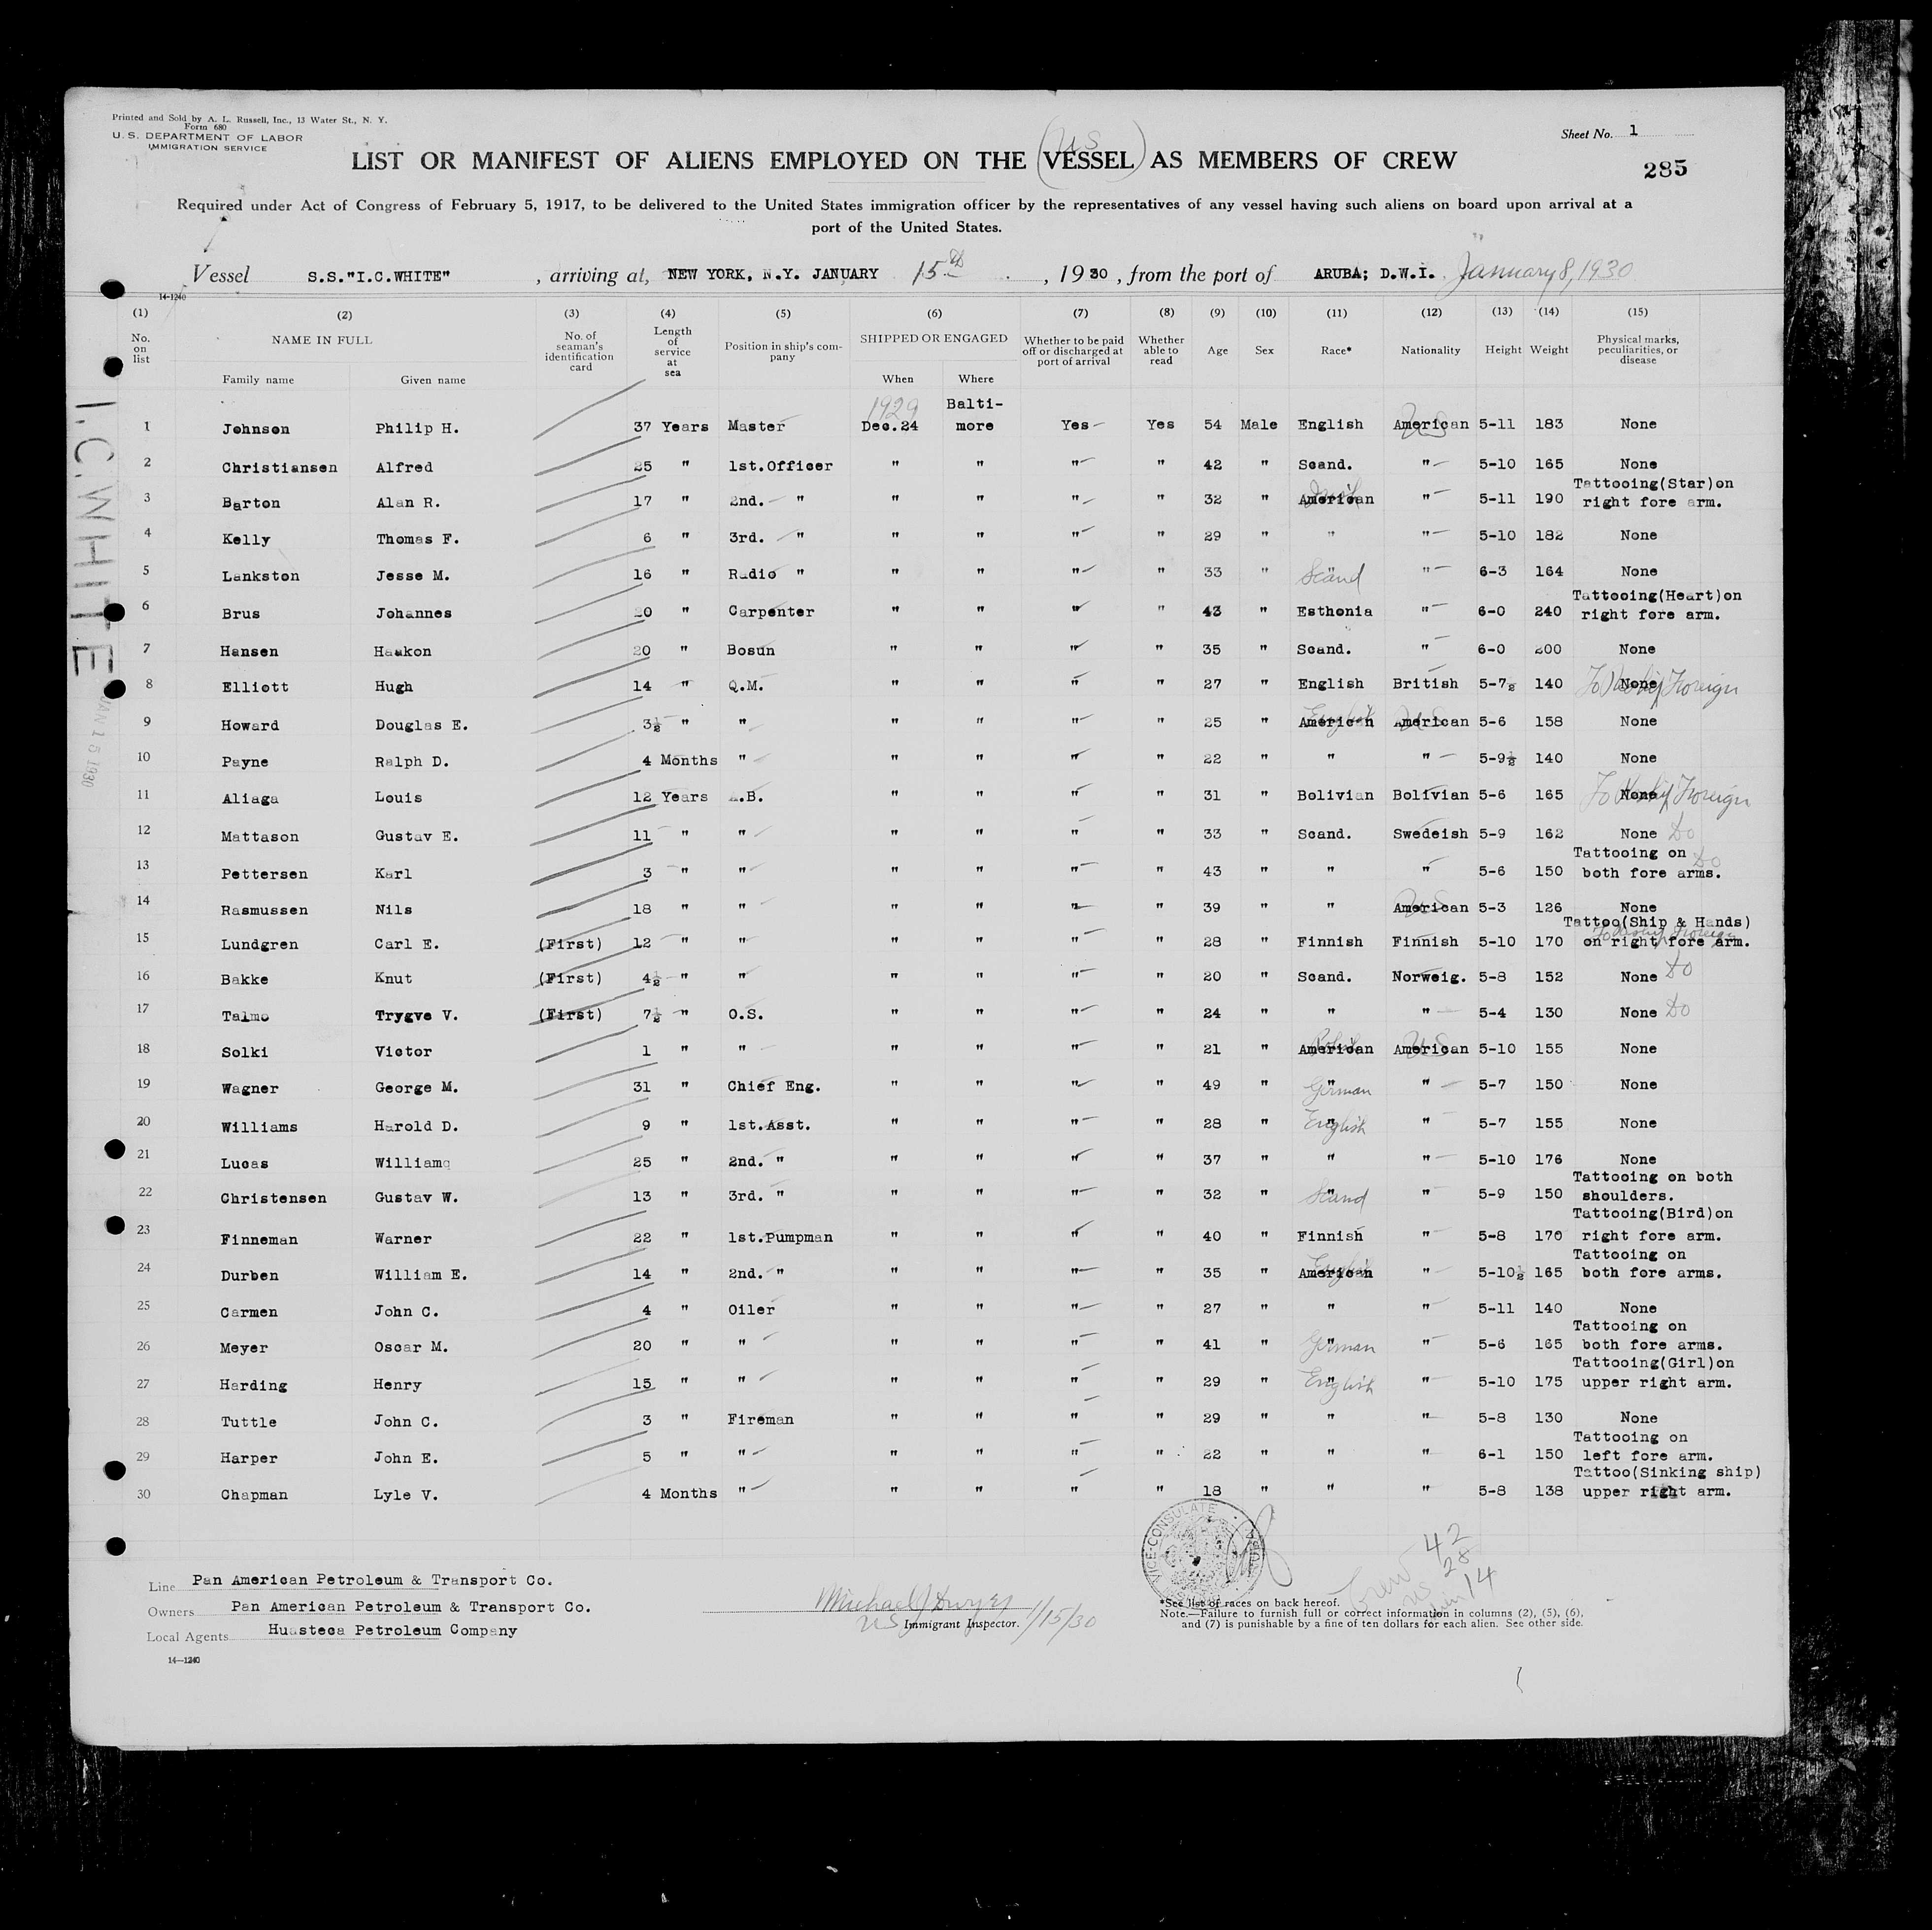 Printed and Sold by A. L. Russell, Inc., 13 Water St., N. Y.
Form 680
U. S. DEPARTMENT OF LABOR
IMMIGRATION SERVICE
Sheet No. 1
285
US
LIST OR MANIFEST OF ALIENS EMPLOYED ON THE (VESSEL) AS MEMBERS OF CREW
Required under Act of Congress of February 5, 1917, to be delivered to the United States immigration officer by the representatives of any vessel having such aliens on board upon arrival at a
port of the United States.
Vessel S.S."I.C.WHITE" , arriving at, NEW YORK, N.Y. JANUARY 15th , 1930 , from the port of ARUBA; D.W.I. January 8, 1930
14-1240
(1) (2) (3) (4) (5) (6) (7) (8) (9) (10) (11) (12) (13) (14) (15)
No. on list NAME IN FULL No. of seaman's identification card Length of service at sea Position in ship's company SHIPPED OR ENGAGED Whether to be paid off or discharged at port of arrival Whether able to read Age Sex Race* Nationality Height Weight Physical marks, peculiarities, or disease
Family name Given name When Where
1 Johnson Philip H. 37 Years Master 1929 Dec.24 Balti-more Yes Yes 54 Male English American US 5-11 183 None
2 Christiansen Alfred 25 " 1st.Officer " " " " 42 " Scand. " 5-10 165 None
3 Barton Alan R. 17 " 2nd. " " " " " 32 " American " 5-11 190 Tattooing(Star)on right fore arm.
4 Kelly Thomas F. 6 " 3rd. " " " " " 29 " " " 5-10 182 None
5 Lankston Jesse M. 16 " Radio " " " " " 33 " " Scand " 6-3 164 None
6 Brus Johannes 20 " Carpenter " " " " 43 " Esthonia " 6-0 240 Tattooing(Heart)on right fore arm.
7 Hansen Haakon 20 " Bosun " " " " 35 " Scand. " 6-0 200 None
8 Elliott Hugh 14 " Q.M. " " " " 27 " English British 5-7½ 140 None To Reship Foreign
9 Howard Douglas E. 3½ " " " " " " 25 " American English American US 5-6 158 None
10 Payne Ralph D. 4 Months " " " " " 22 " " " 5-9½ 140 None
11 Aliaga Louis 12 Years A.B. " " " " 31 " Bolivian Bolivian 5-6 165 None To Reship Foreign
12 Mattason Gustav E. 11 " " " " " " 33 " Scand. Swedeish 5-9 162 None Do
13 Pettersen Karl 3 " " " " " " 43 " " " 5-6 150 Tattooing on both fore arms. Do
14 Rasmussen Nils 18 " " " " " " 39 " " American US 5-3 126 None
15 Lundgren Carl E. (First) 12 " " " " " " 28 " Finnish Finnish 5-10 170 Tattoo(Ship & Hands) on right fore arm. To Reship Foreign
16 Bakke Knut (First) 4½ " " " " " " 20 " Scand. Norweig. 5-8 152 None Do
17 Talmo Trygve V. (First) 7½ " O.S. " " " " 24 " " " 5-4 130 None Do
18 Solki Victor 1 " " " " " " 21 " American American US 5-10 155 None
19 Wagner George M. 31 " Chief Eng. " " " " 49 " " German " 5-7 150 None
20 Williams Harold D. 9 " 1st.Asst. " " " " 28 " " English " 5-7 155 None
21 Lucas William 25 " 2nd. " " " " " 37 " " " 5-10 176 None
22 Christensen Gustav W. 13 " 3rd. " " " " " 32 " " Scand " 5-9 150 Tattooing on both shoulders.
23 Finneman Warner 22 " 1st.Pumpman " " " " 40 " Finnish " 5-8 170 Tattooing(Bird)on right fore arm.
24 Durben William E. 14 " 2nd. " " " " " 35 " American English " 5-10½ 165 Tattooing on both fore arms.
25 Carmen John C. 4 " Oiler " " " " 27 " " " 5-11 140 None
26 Meyer Oscar M. 20 " " " " " " 41 " " German " 5-6 165 Tattooing on both fore arms.
27 Harding Henry 15 " " " " " " 29 " " English " 5-10 175 Tattooing(Girl)on upper right arm.
28 Tuttle John C. 3 " Fireman " " " " 29 " " " 5-8 130 None
29 Harper John E. 5 " " " " " " 22 " " " 6-1 150 Tattooing on left fore arm.
30 Chapman Lyle V. 4 Months " " " " " 18 " " " 5-8 138 Tattoo(Sinking ship) upper right arm.
I.C.WHITE
JAN 15 1930
VICE-CONSULATE
Crew 42
US 28
14
Line Pan American Petroleum & Transport Co.
Owners Pan American Petroleum & Transport Co.
Local Agents Huasteca Petroleum Company
14-1240
Michael J Dwyer
US Immigrant Inspector. 1/15/30
*See list of races on back hereof.
Note.—Failure to furnish full or correct information in columns (2), (5), (6),
and (7) is punishable by a fine of ten dollars for each alien. See other side.